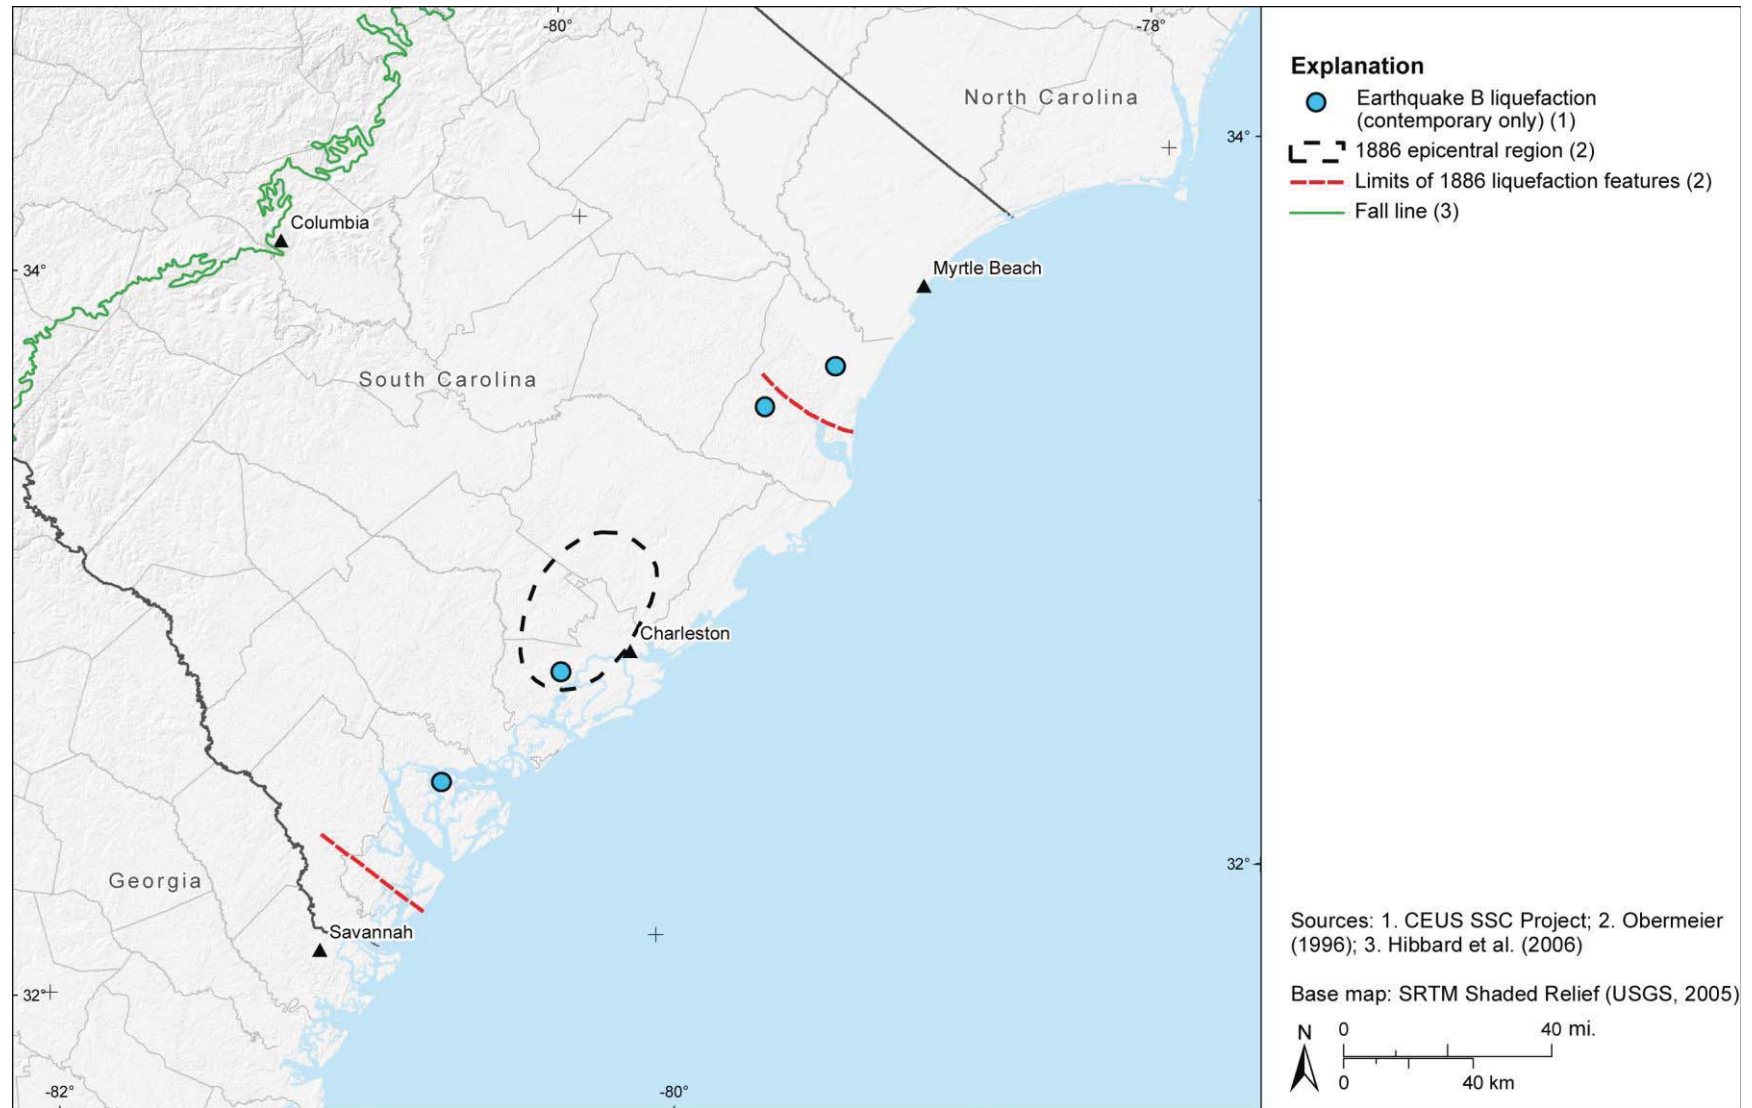 -80°
-78°
North Carolina
34°
Columbia
34°
Myrtle Beach
South Carolina
Charleston
32°
Georgia
Savannah
32°
-82°
-80°
Explanation
Earthquake B liquefaction
(contemporary only) (1)
1886 epicentral region (2)
Limits of 1886 liquefaction features (2)
Fall line (3)
Sources: 1. CEUS SSC Project; 2. Obermeier
(1996); 3. Hibbard et al. (2006)
Base map: SRTM Shaded Relief (USGS, 2005)
N
0 40 mi.
0 40 km